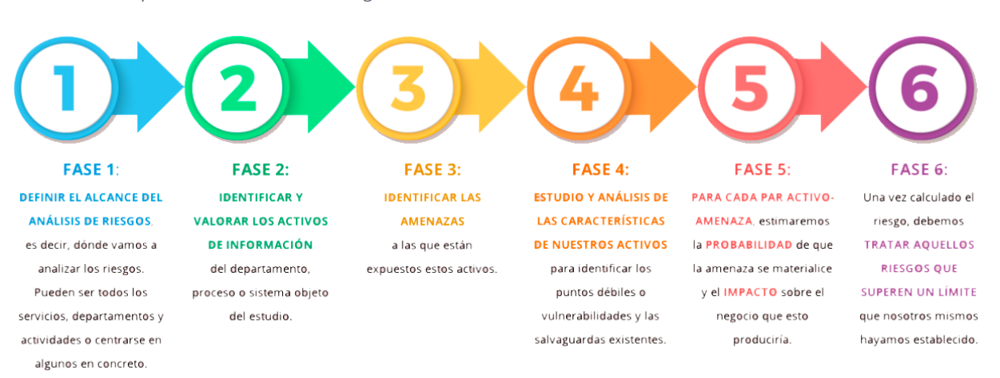 1
2
3
4
5
6
FASE 1:
DEFINIR EL ALCANCE DEL
ANÁLISIS DE RIESGOS,
es decir, dónde vamos a
analizar los riesgos.
Pueden ser todos los
servicios, departamentos y
actividades o centrarse en
algunos en concreto.
FASE 2:
IDENTIFICAR Y
VALORAR LOS ACTIVOS
DE INFORMACIÓN
del departamento,
proceso o sistema objeto
del estudio.
FASE 3:
IDENTIFICAR LAS
AMENAZAS
a las que están
expuestos estos activos.
FASE 4:
ESTUDIO Y ANÁLISIS DE
LAS CARACTERÍSTICAS
DE NUESTROS ACTIVOS
para identificar los
puntos débiles o
vulnerabilidades y las
salvaguardas existentes.
FASE 5:
PARA CADA PAR ACTIVO-
AMENAZA, estimaremos
la PROBABILIDAD de que
la amenaza se materialice
y el IMPACTO sobre el
negocio que esto
produciría.
FASE 6:
Una vez calculado el
riesgo, debemos
TRATAR AQUELLOS
RIESGOS QUE
SUPEREN UN LÍMITE
que nosotros mismos
hayamos establecido.